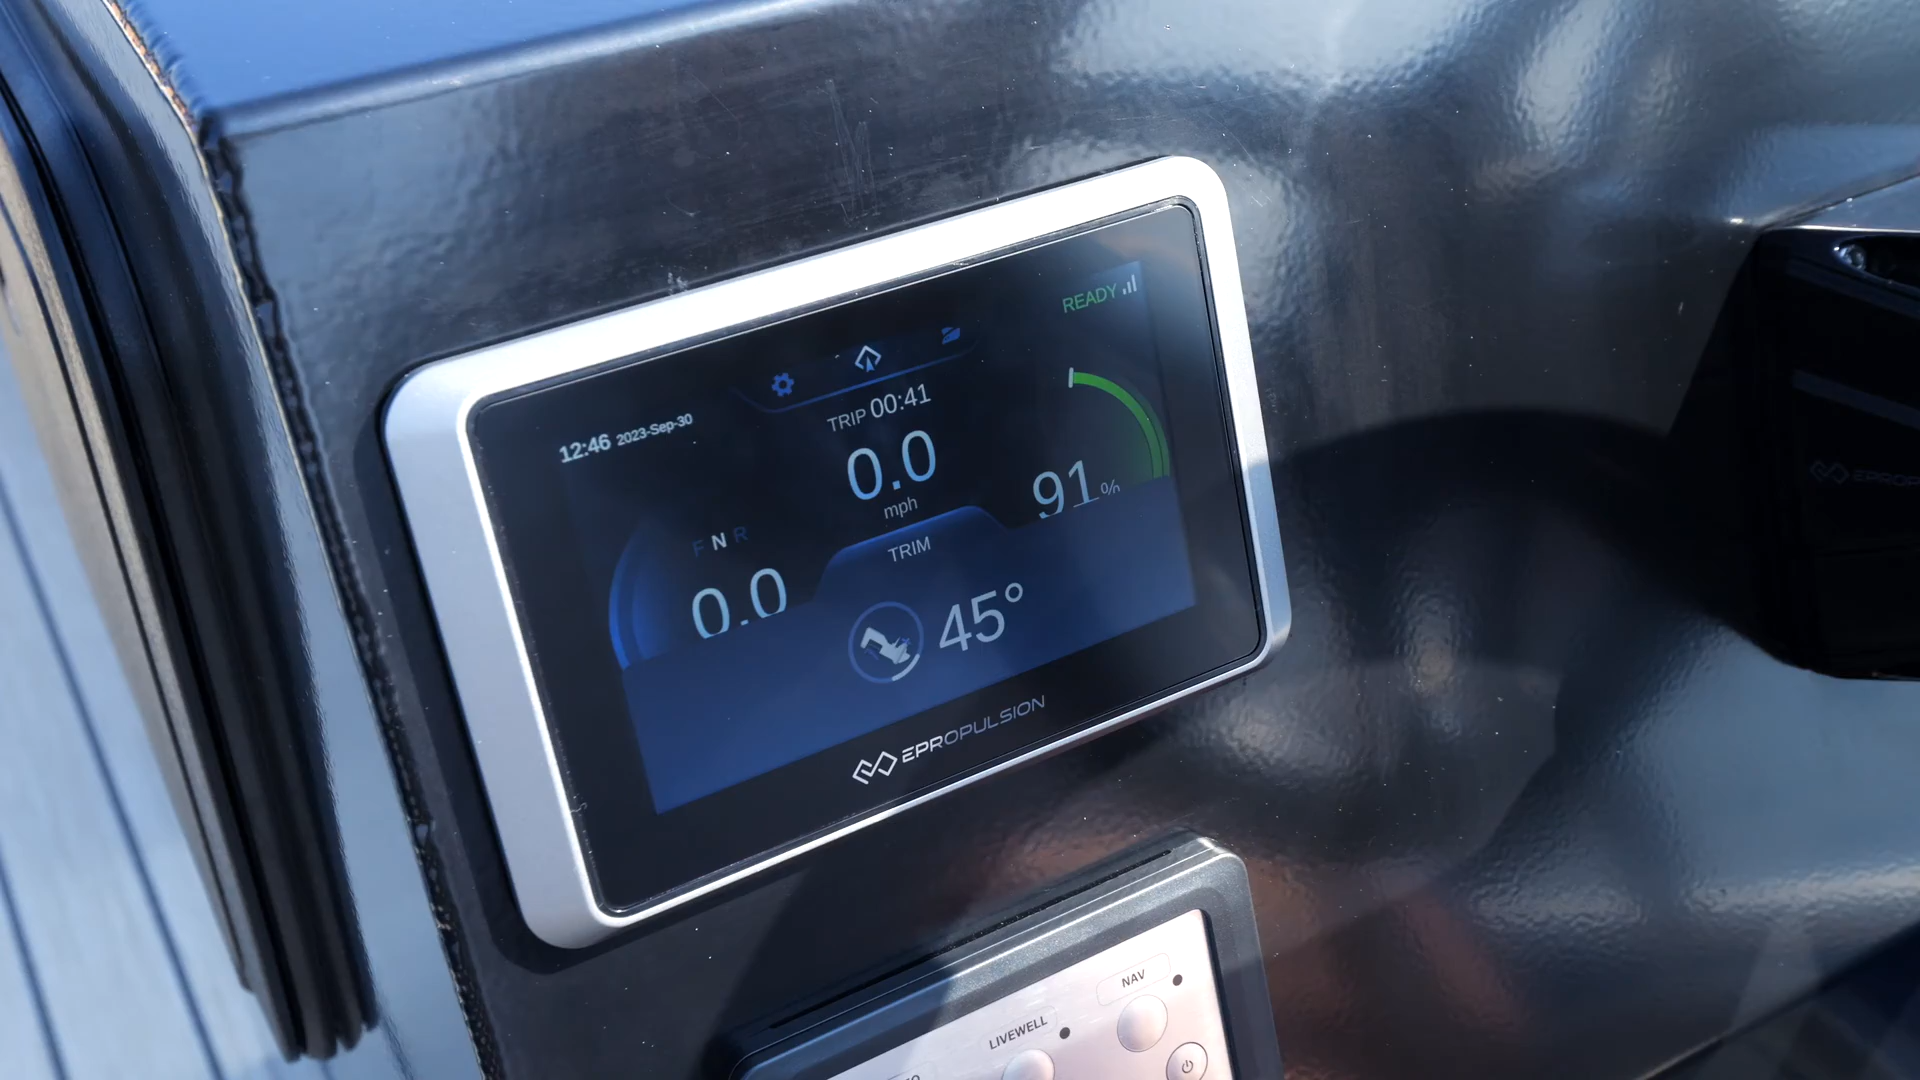 READY
12:46 2023-Sep-30
TRIP 00:41
0.0
mph
91%
F N R
0.0
TRIM
45°
EPROPULSION
EPROPU
NAV
LIVEWELL